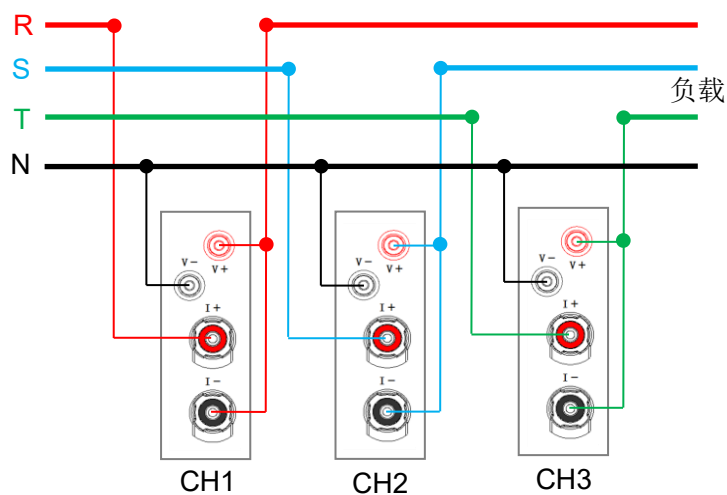 R
S
负载
T
N
V- V+
I+
I-
V- V+
I+
I-
V- V+
I+
I-
CH1 CH2 CH3